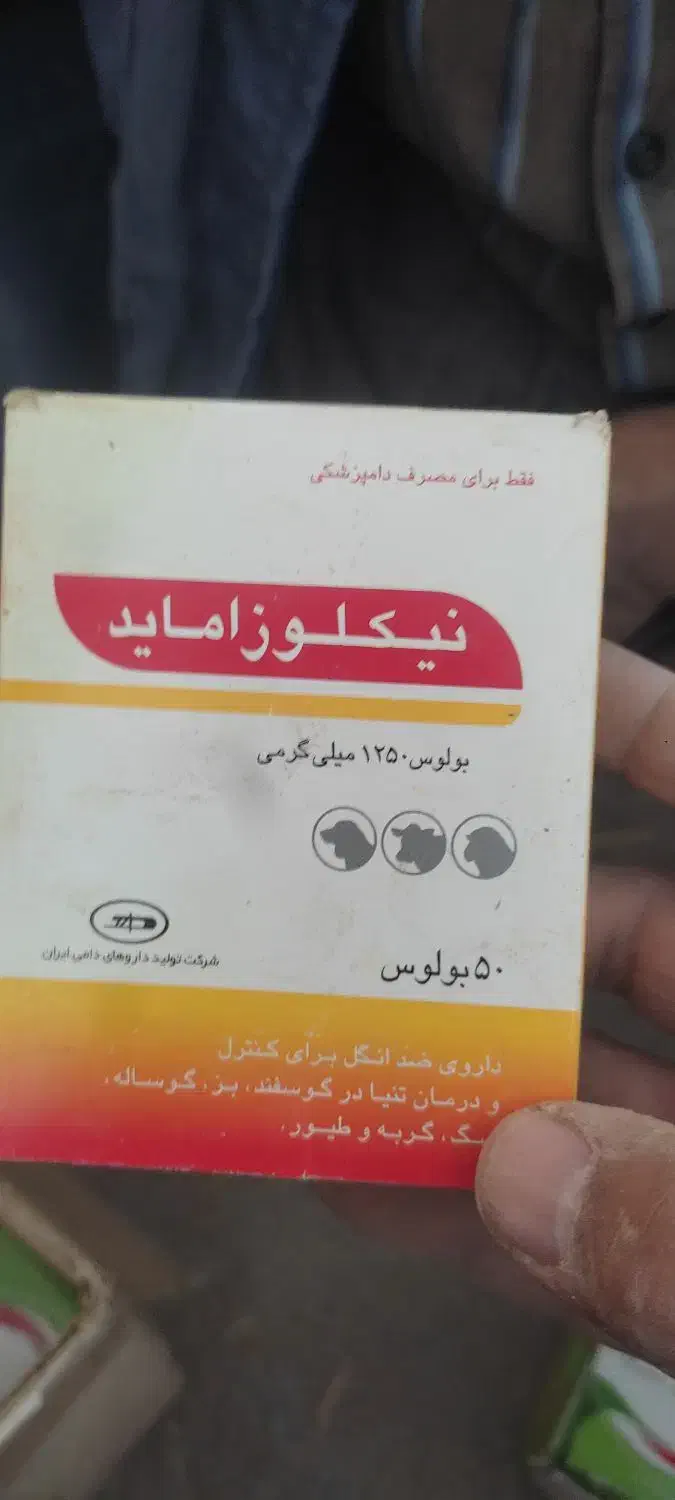 فقط برای مصرف دامپزشکی
نیکلوزاماید
بولوس ۱۲۵۰ میلی گرمی
شرکت تولید داروهای دامی ایران
۵۰ بولوس
داروی ضد انگل برای کنترل
و درمان تنیا در گوسفند، بز، گوساله،
گربه و طیور.